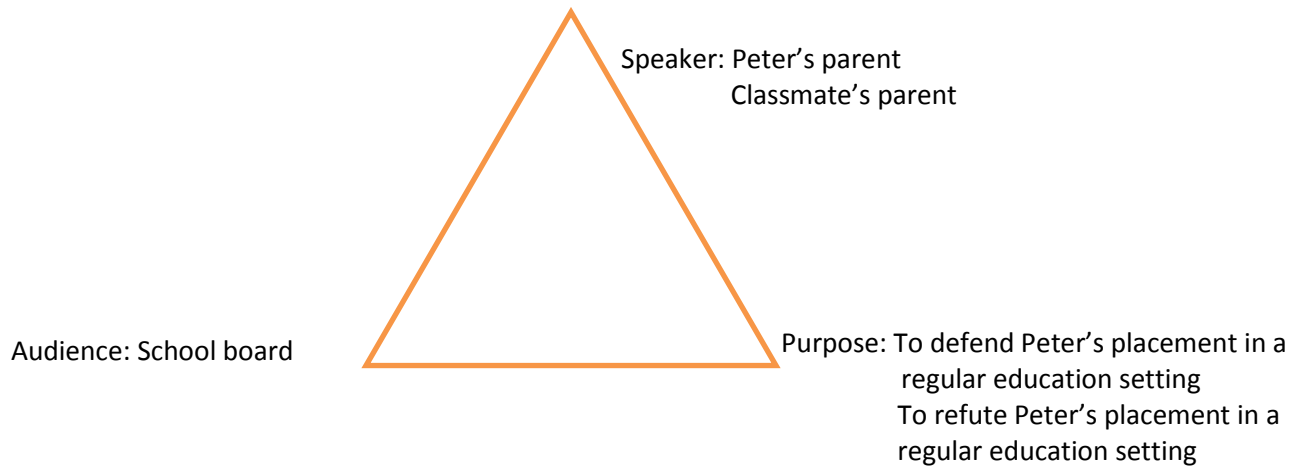 Speaker: Peter’s parent
Classmate’s parent
Audience: School board
Purpose: To defend Peter’s placement in a
regular education setting
To refute Peter’s placement in a
regular education setting